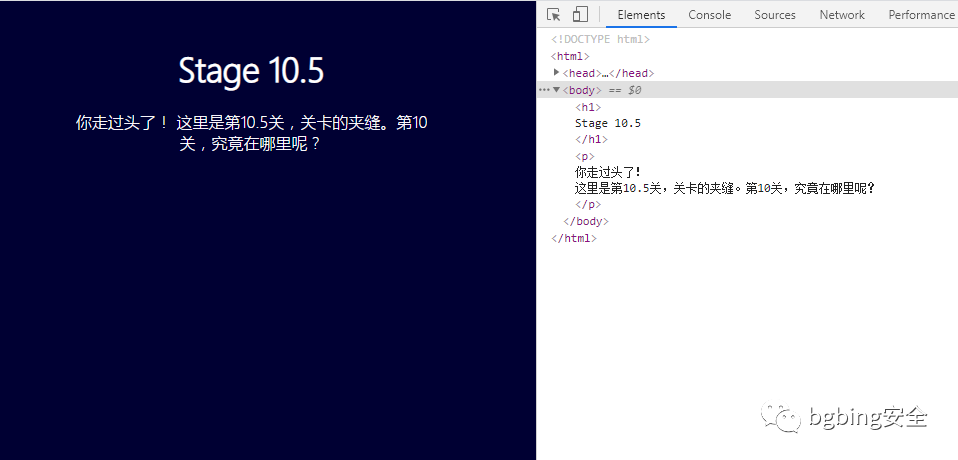 Stage 10.5
你走过头了！ 这里是第10.5关，关卡的夹缝。第10
关，究竟在哪里呢？
Elements Console Sources Network Performance
<!DOCTYPE html>
<html>
<head>…</head>
<body> == $0
<h1>
Stage 10.5
</h1>
<p>
你走过头了!
这里是第10.5关，关卡的夹缝。第10关，究竟在哪里呢？
</p>
</body>
</html>
bgbing安全